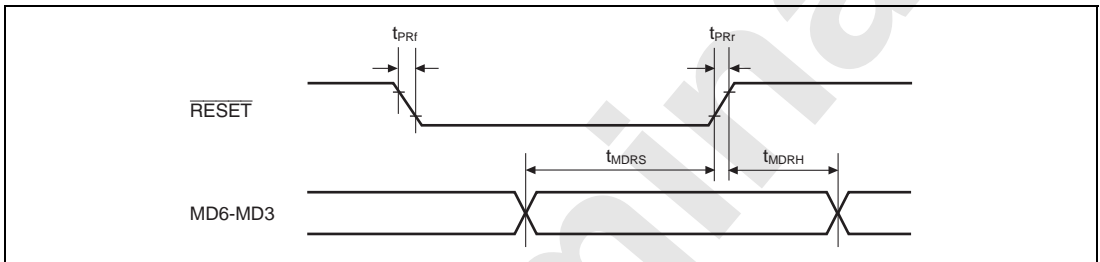 tPRf
tPRr
RESET
tMDRS
tMDRH
MD6-MD3